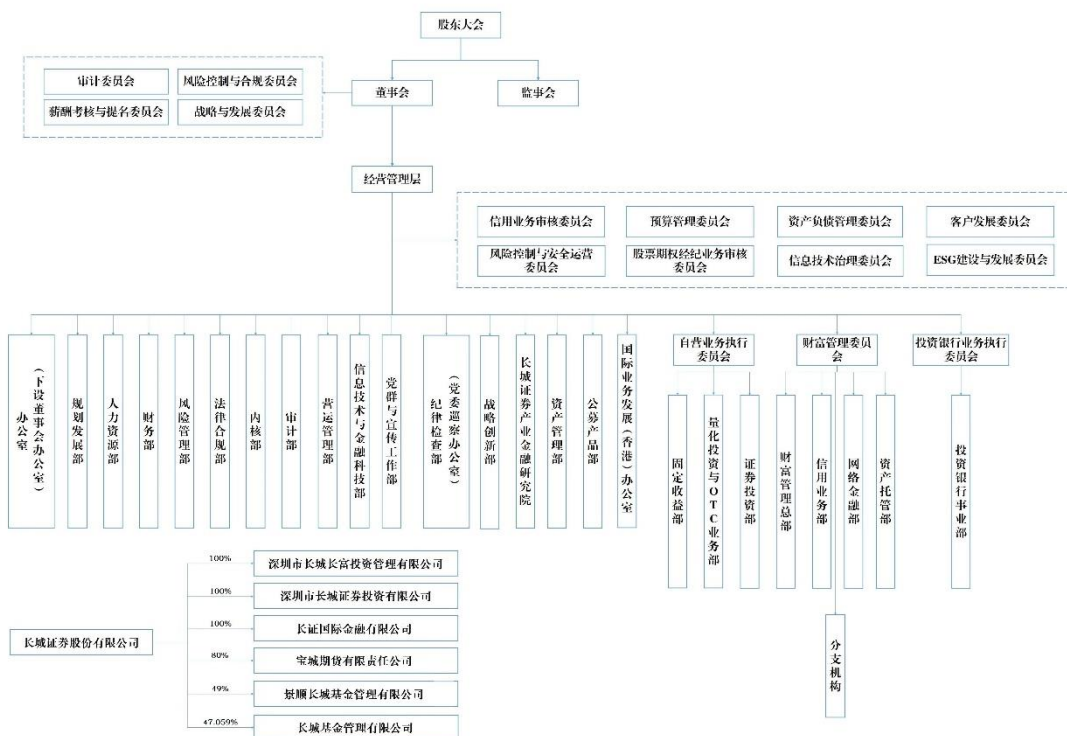 股东大会
审计委员会
风险控制与合规委员会
薪酬考核与提名委员会
战略与发展委员会
董事会
监事会
经营管理层
信用业务审核委员会
预算管理委员会
资产负债管理委员会
客户发展委员会
风险控制与安全运营
委员会
股票期权经纪业务审核
委员会
信息技术治理委员会
ESG建设与发展委员会
办公室
（下设董事会办公室）
规划发展部
人力资源部
财务部
风险管理部
法律合规部
内核部
审计部
营运管理部
信息技术与金融科技部
党群与宣传工作部
纪律检查部
（党委巡察办公室）
战略创新部
长城证券产业金融研究院
资产管理部
公募产品部
国际业务发展（香港）办公室
自营业务执行
委员会
财富管理委员
会
投资银行业务执行
委员会
固定收益部
量化投资与OTC业务部
证券投资部
财富管理总部
信用业务部
网络金融部
资产托管部
投资银行事业部
分支机构
长城证券股份有限公司
100%
深圳市长城长富投资管理有限公司
100%
深圳市长城证券投资有限公司
100%
长证国际金融有限公司
80%
宝城期货有限责任公司
49%
景顺长城基金管理有限公司
47.059%
长城基金管理有限公司